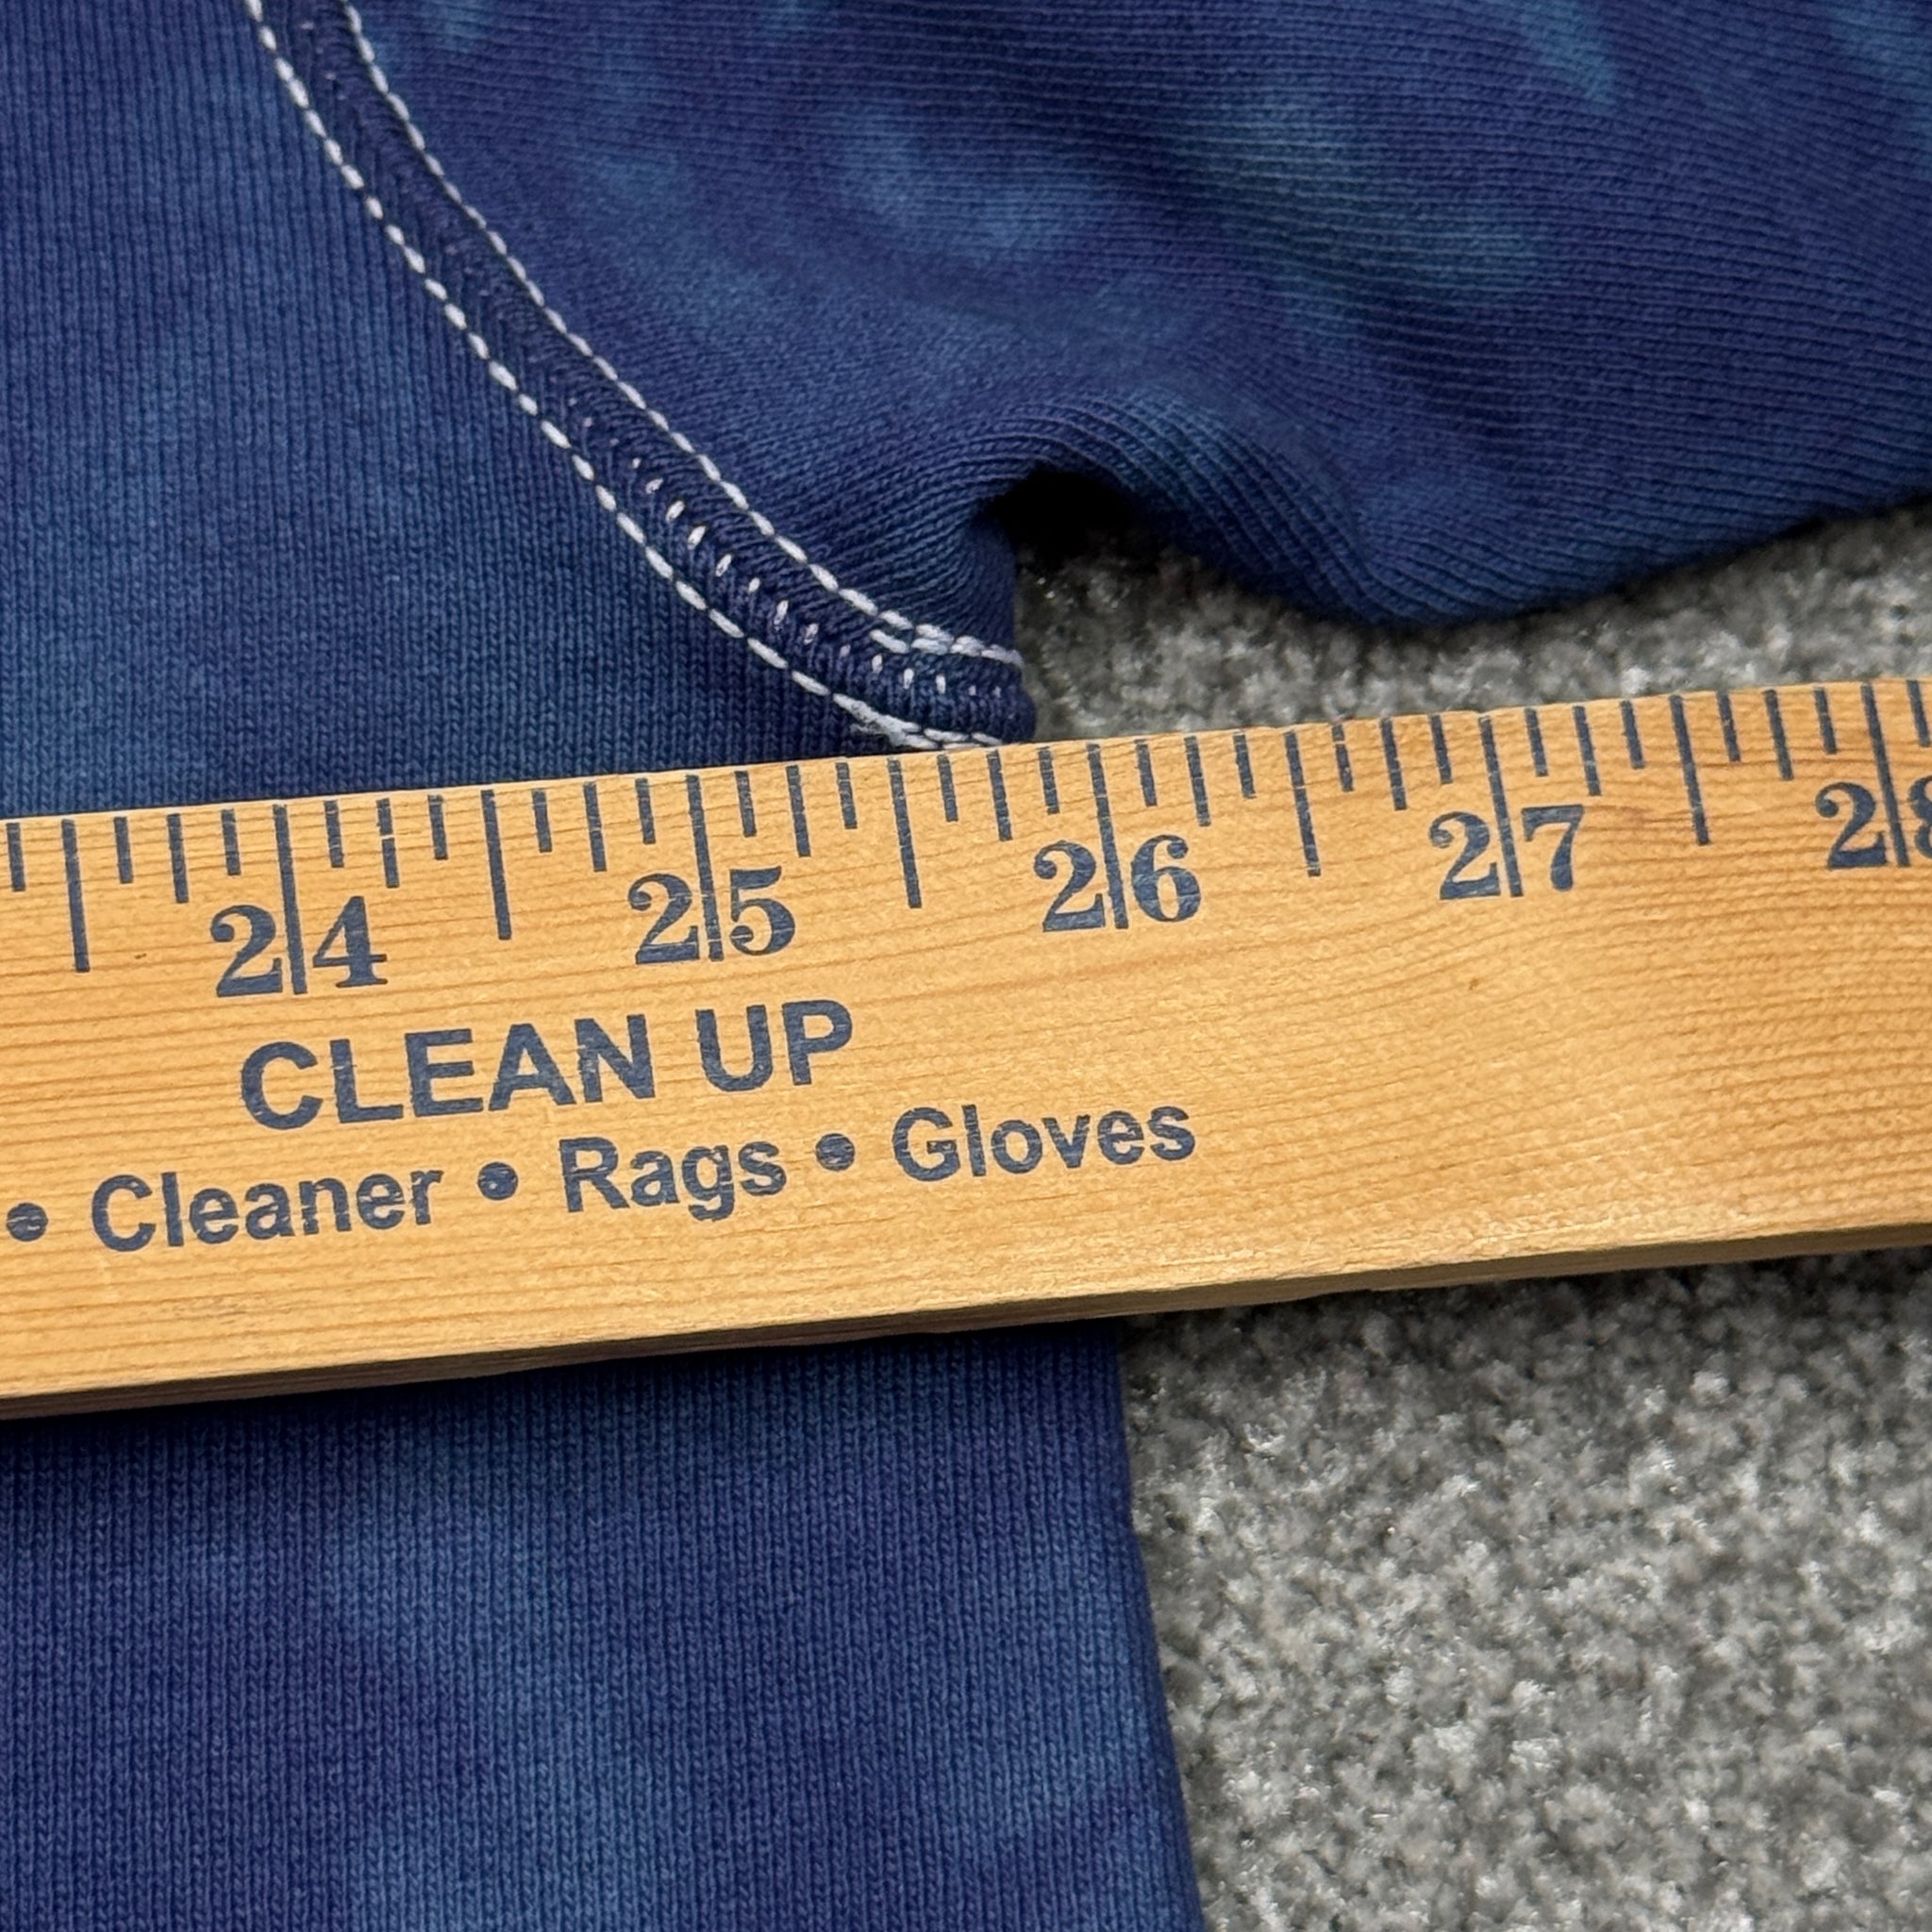 24 25 26 27 28
CLEAN UP
• Cleaner • Rags • Gloves